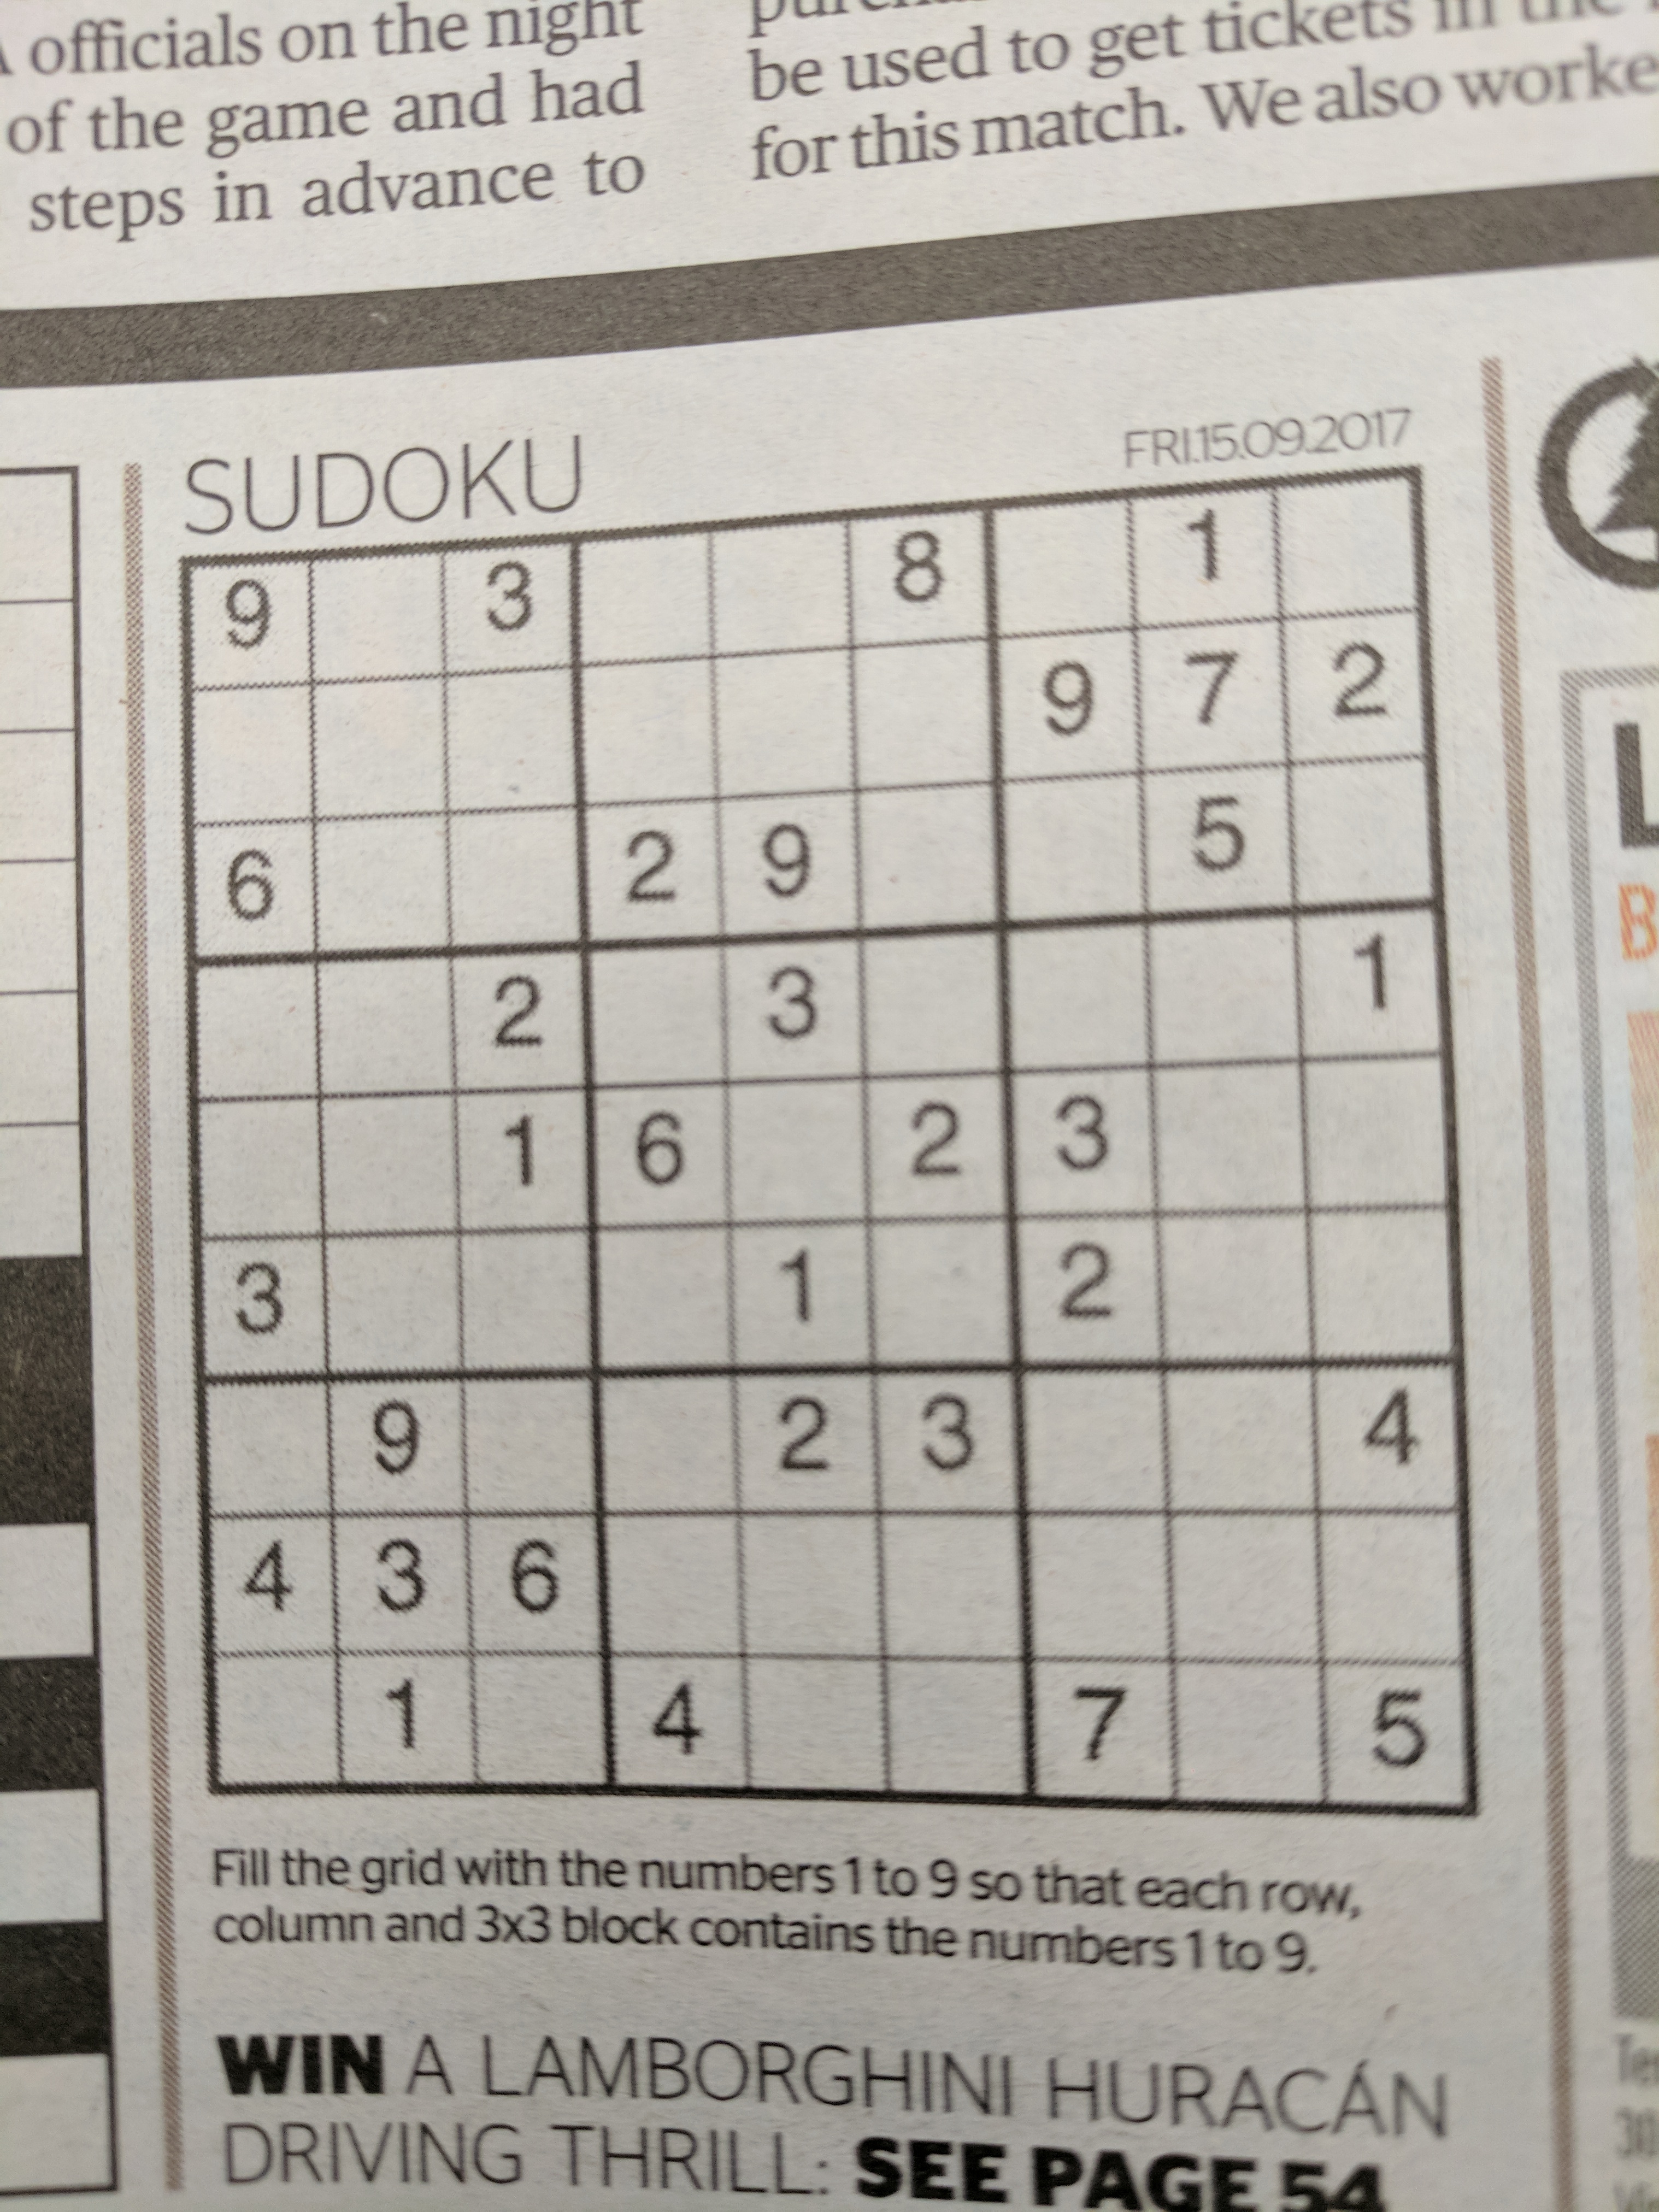 officials on the night
of the game and had
steps in advance to
be used to get tickets in the
for this match. We also worke
SUDOKU
FRI.15.09.2017
9 3 8 1
9 7 2
6 2 9 5
2 3 1
1 6 2 3
3 1 2
9 2 3 4
4 3 6
1 4 7 5
Fill the grid with the numbers 1 to 9 so that each row,
column and 3x3 block contains the numbers 1 to 9.
WIN A LAMBORGHINI HURACÁN
DRIVING THRILL: SEE PAGE 54
L
B